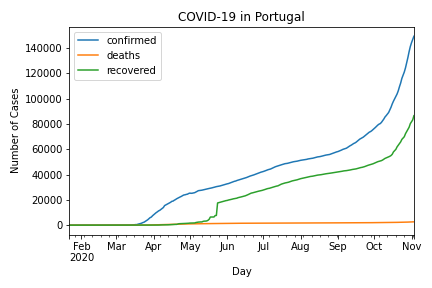 COVID-19 in Portugal
confirmed
deaths
recovered
Number of Cases
140000
120000
100000
80000
60000
40000
20000
0
Feb Mar Apr May Jun Jul Aug Sep Oct Nov
2020
Day